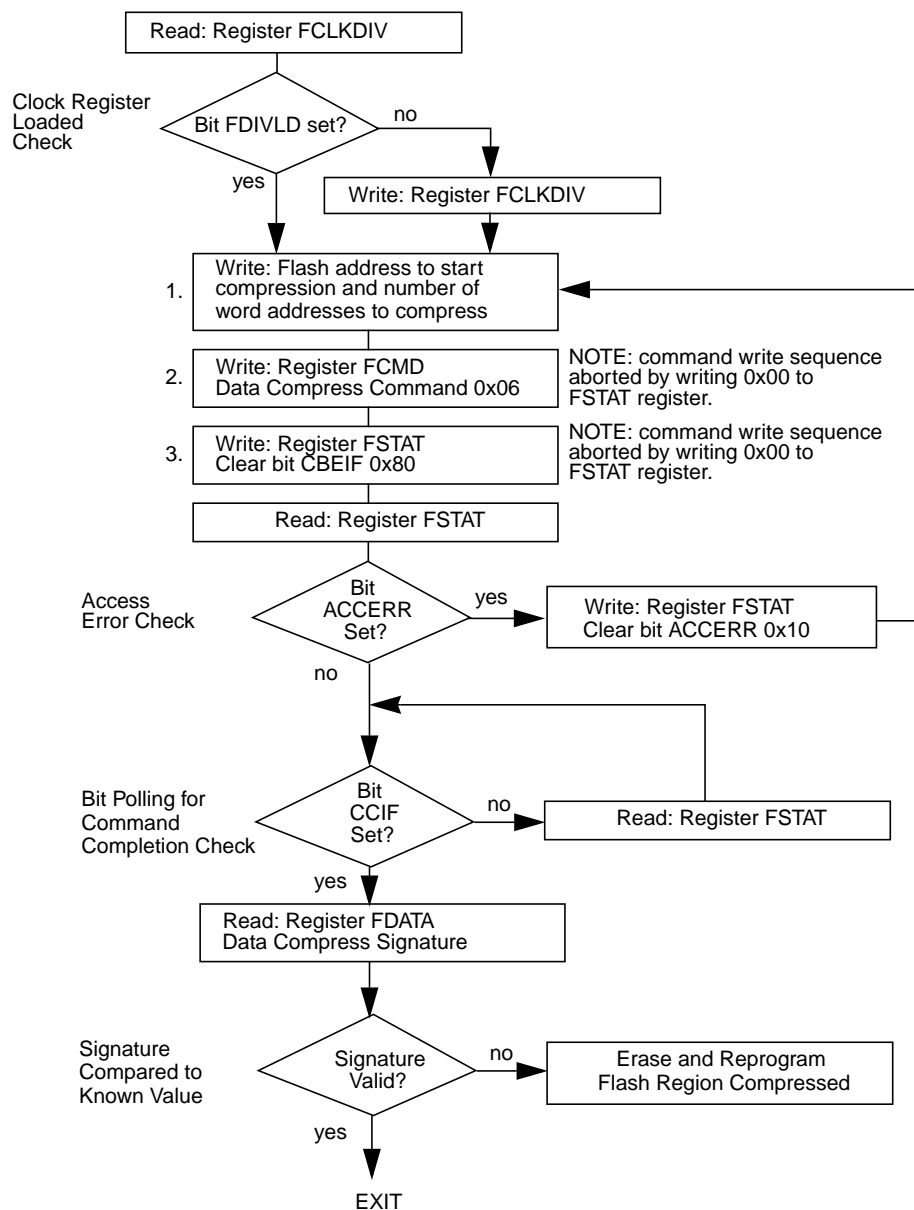 Read: Register FCLKDIV
Clock Register
Loaded
Check
Bit FDIVLD set?
no
yes
Write: Register FCLKDIV
1.
Write: Flash address to start
compression and number of
word addresses to compress
2.
Write: Register FCMD
Data Compress Command 0x06
NOTE: command write sequence
aborted by writing 0x00 to
FSTAT register.
3.
Write: Register FSTAT
Clear bit CBEIF 0x80
NOTE: command write sequence
aborted by writing 0x00 to
FSTAT register.
Read: Register FSTAT
Access
Error Check
Bit
ACCERR
Set?
yes
Write: Register FSTAT
Clear bit ACCERR 0x10
no
Bit Polling for
Command
Completion Check
Bit
CCIF
Set?
no
Read: Register FSTAT
yes
Read: Register FDATA
Data Compress Signature
Signature
Compared to
Known Value
Signature
Valid?
no
Erase and Reprogram
Flash Region Compressed
yes
EXIT